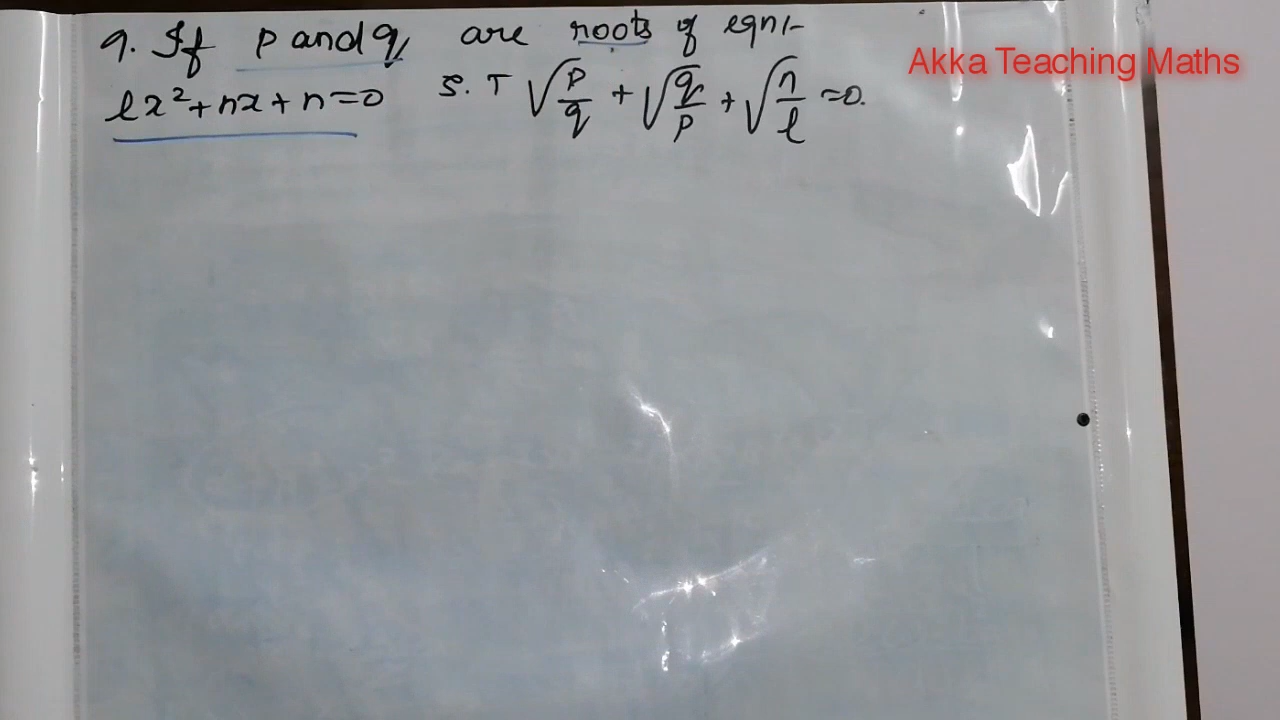 9. If p and q are roots of eqn:-
lx² + nx + n = 0 S.T √p/q + √q/p + √n/l = 0.
Akka Teaching Maths